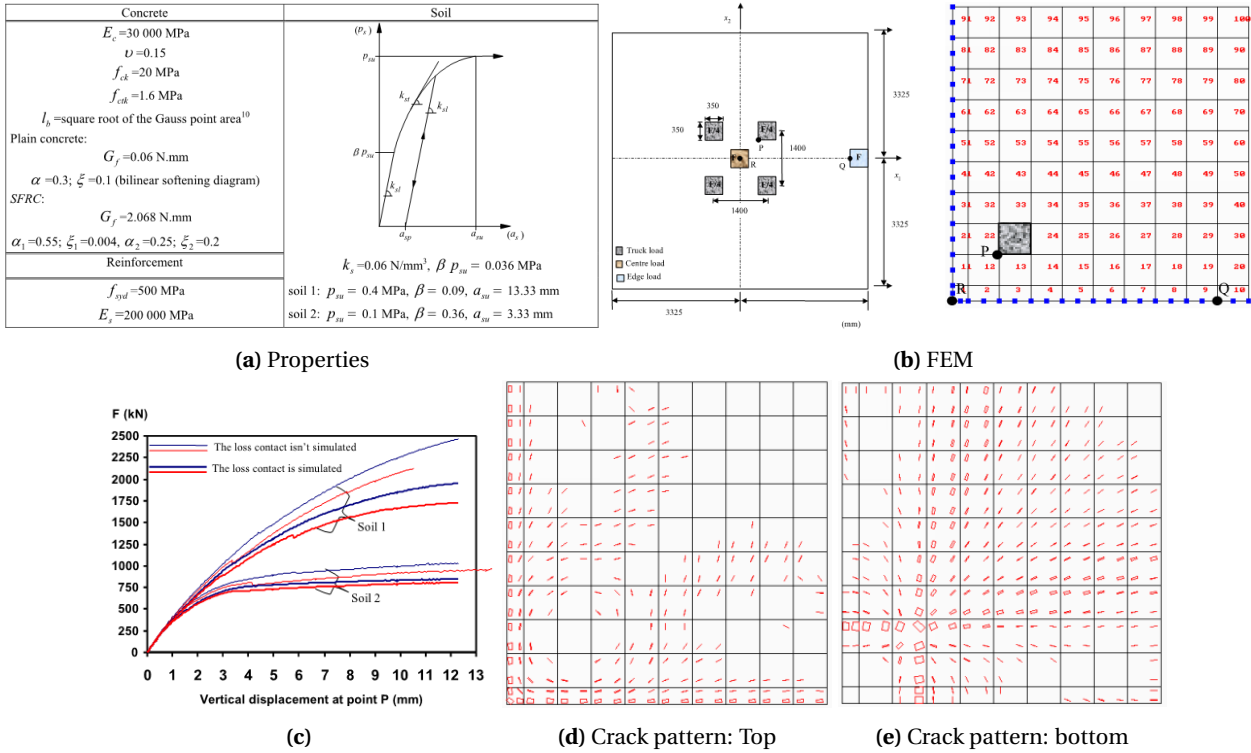 Concrete
E_c =30 000 MPa
υ =0.15
f_ck =20 MPa
f_ctk =1.6 MPa
l_b =square root of the Gauss point area^10
Plain concrete:
G_f =0.06 N.mm
α =0.3; ξ =0.1 (bilinear softening diagram)
SFRC:
G_f =2.068 N.mm
α_1 =0.55; ξ_1 =0.004, α_2 =0.25; ξ_2 =0.2
Reinforcement
f_syd =500 MPa
E_s =200 000 MPa
Soil
(p_s)
p_su
k_st
k_sl
β p_su
k_sl
a_sp
a_su
(a_s)
k_s =0.06 N/mm^3, β p_su = 0.036 MPa
soil 1: p_su = 0.4 MPa, β = 0.09, a_su = 13.33 mm
soil 2: p_su = 0.1 MPa, β = 0.36, a_su = 3.33 mm
(a) Properties
x_2
350
350
F/4
F/4
P
1400
R
Q
F
F/4
F/4
1400
x_1
3325
3325
Truck load
Centre load
Edge load
3325
(mm)
91 92 93 94 95 96 97 98 99 100
81 82 83 84 85 86 87 88 89 90
71 72 73 74 75 76 77 78 79 80
61 62 63 64 65 66 67 68 69 70
51 52 53 54 55 56 57 58 59 60
41 42 43 44 45 46 47 48 49 50
31 32 33 34 35 36 37 38 39 40
21 22 24 25 26 27 28 29 30
P
11 12 13 14 15 16 17 18 19 20
R 2 3 4 5 6 7 8 9 Q 10
(b) FEM
F (kN)
2500
2250
2000
1750
1500
1250
1000
750
500
250
0
The loss contact isn't simulated
The loss contact is simulated
Soil 1
Soil 2
0 1 2 3 4 5 6 7 8 9 10 11 12 13
Vertical displacement at point P (mm)
(c)
(d) Crack pattern: Top
(e) Crack pattern: bottom